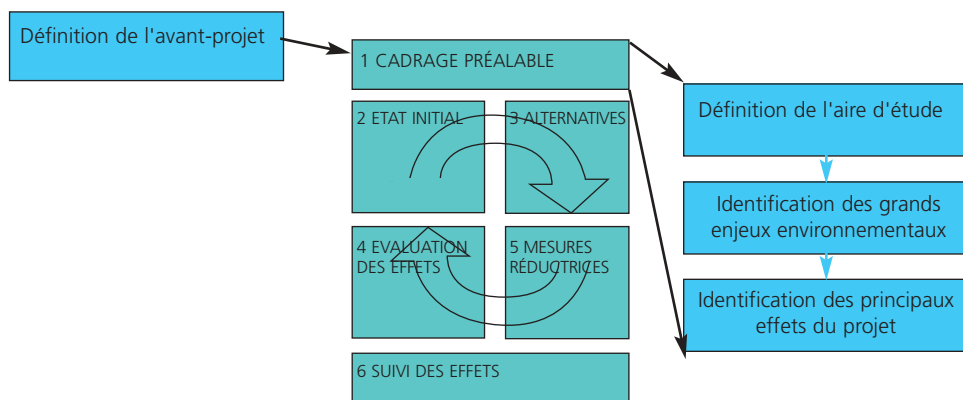 Définition de l'avant-projet
1 CADRAGE PRÉALABLE
2 ETAT INITIAL
3 ALTERNATIVES
4 EVALUATION
DES EFFETS
5 MESURES
RÉDUCTRICES
6 SUIVI DES EFFETS
Définition de l'aire d'étude
Identification des grands
enjeux environnementaux
Identification des principaux
effets du projet